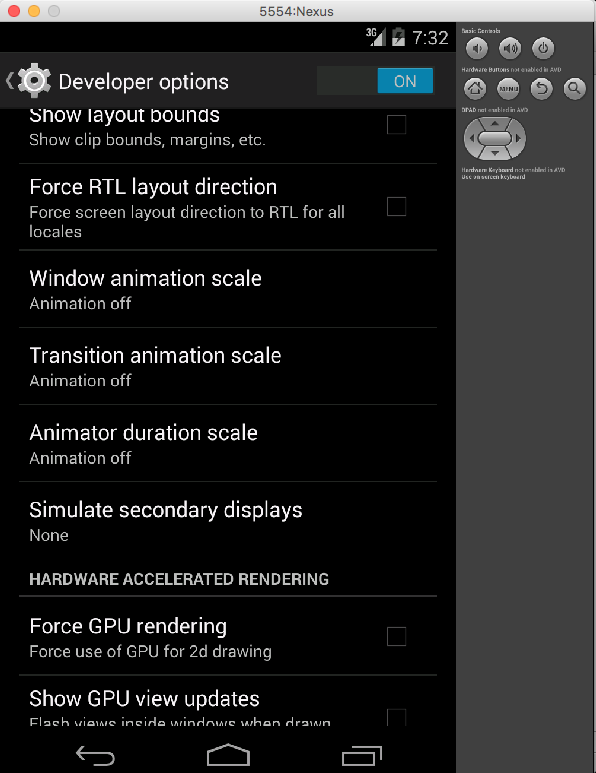 5554:Nexus
3G 7:32
Developer options ON
Show layout bounds
Show clip bounds, margins, etc.
Force RTL layout direction
Force screen layout direction to RTL for all
locales
Window animation scale
Animation off
Transition animation scale
Animation off
Animator duration scale
Animation off
Simulate secondary displays
None
HARDWARE ACCELERATED RENDERING
Force GPU rendering
Force use of GPU for 2d drawing
Show GPU view updates
Flash views inside windows when drawn
Basic Controls
Hardware Buttons not enabled in AVD
MENU
DPAD not enabled in AVD
Hardware Keyboard not enabled in AVD
Use on screen keyboard